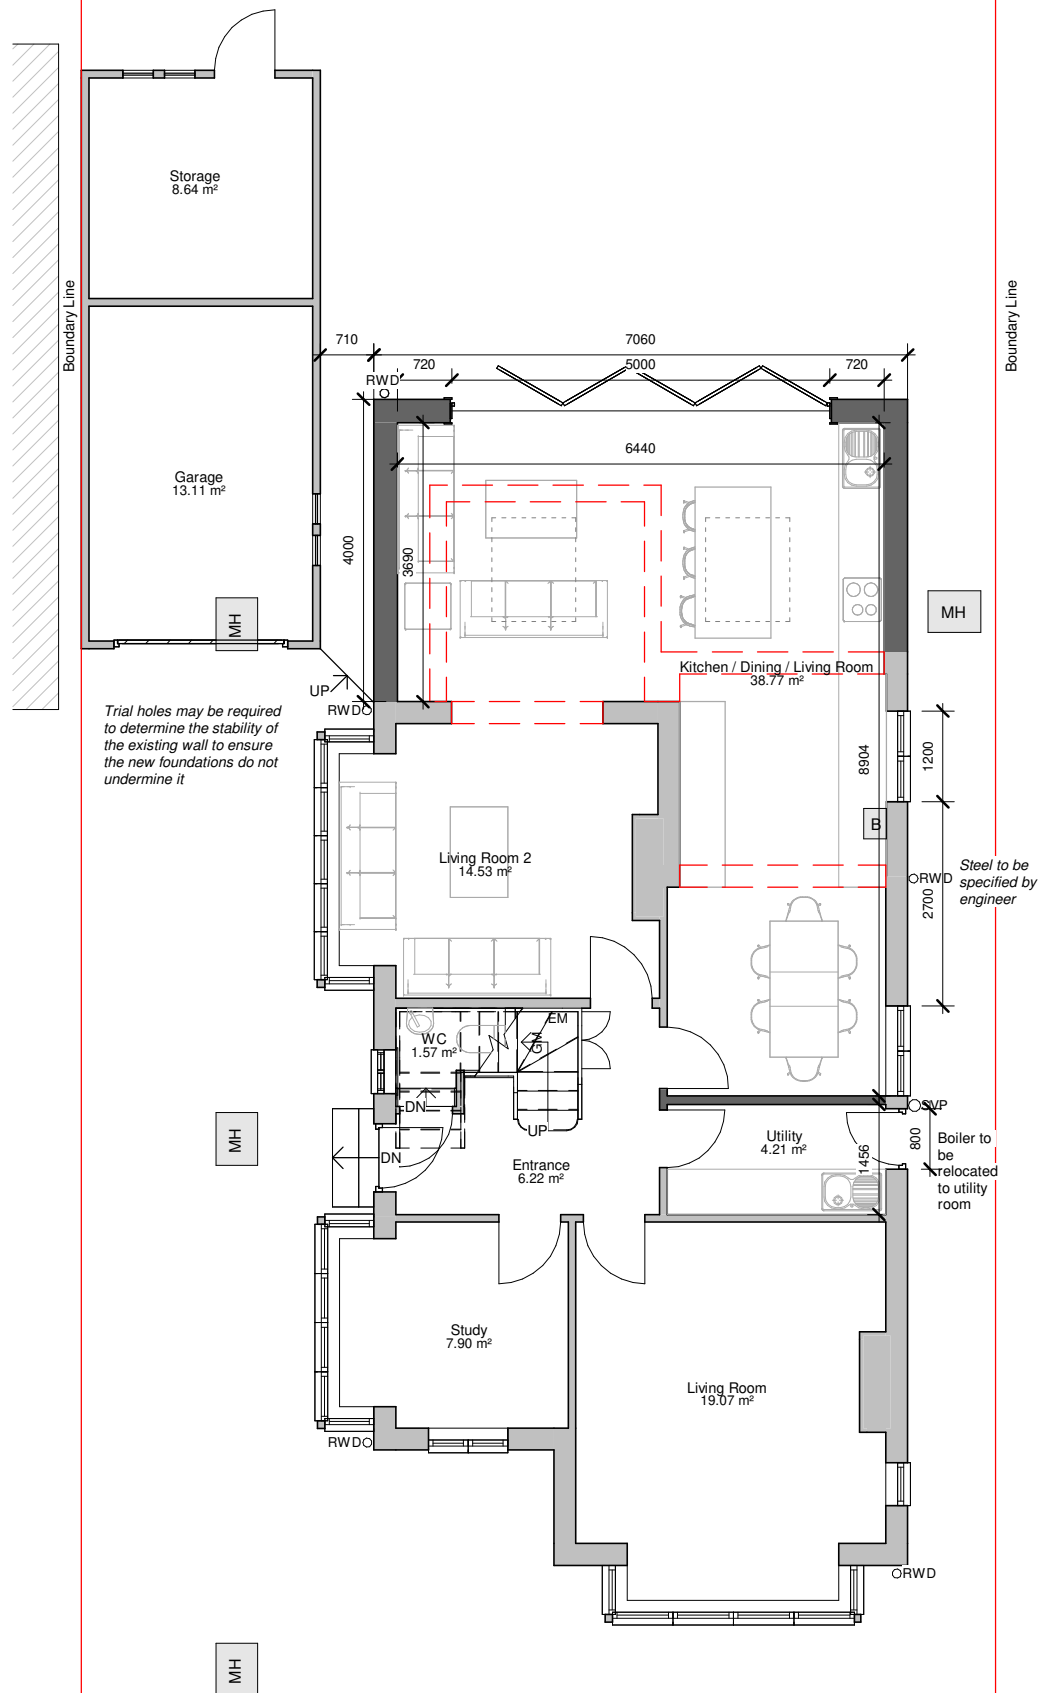 Storage
8.64 m²
Boundary Line
Boundary Line
710
7060
720
5000
720
RWD
6440
Garage
13.11 m²
4000
3690
MH
MH
Kitchen / Dining / Living Room
38.77 m²
UP
RWD
Trial holes may be required
to determine the stability of
the existing wall to ensure
the new foundations do not
undermine it
8904
1200
B
Living Room 2
14.53 m²
RWD
2700
Steel to be
specified by
engineer
EM
GM
WC
1.57 m²
DN
UP
SVP
MH
DN
Entrance
6.22 m²
Utility
4.21 m²
1456
800
Boiler to
be
relocated
to utility
room
Study
7.90 m²
Living Room
19.07 m²
RWD
RWD
MH